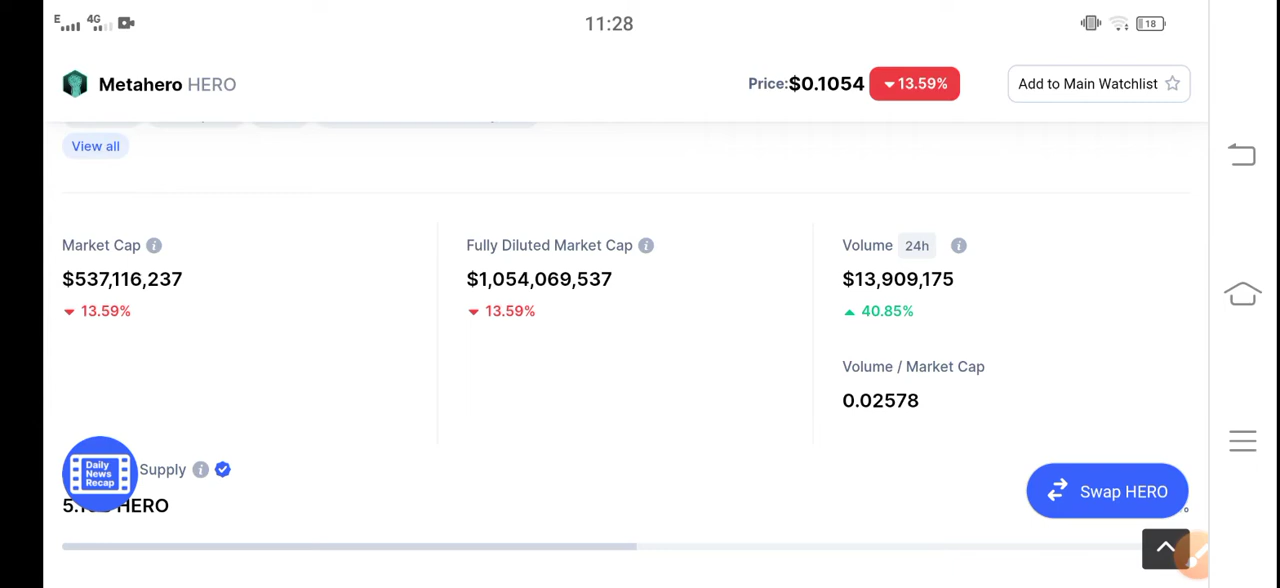 E 4G 11:28 18
Metahero HERO Price:$0.1054 13.59% Add to Main Watchlist
View all
Market Cap Fully Diluted Market Cap Volume 24h
$537,116,237 $1,054,069,537 $13,909,175
13.59% 13.59% 40.85%
Volume / Market Cap
0.02578
Daily
News
Recap
Supply
HERO
Swap HERO